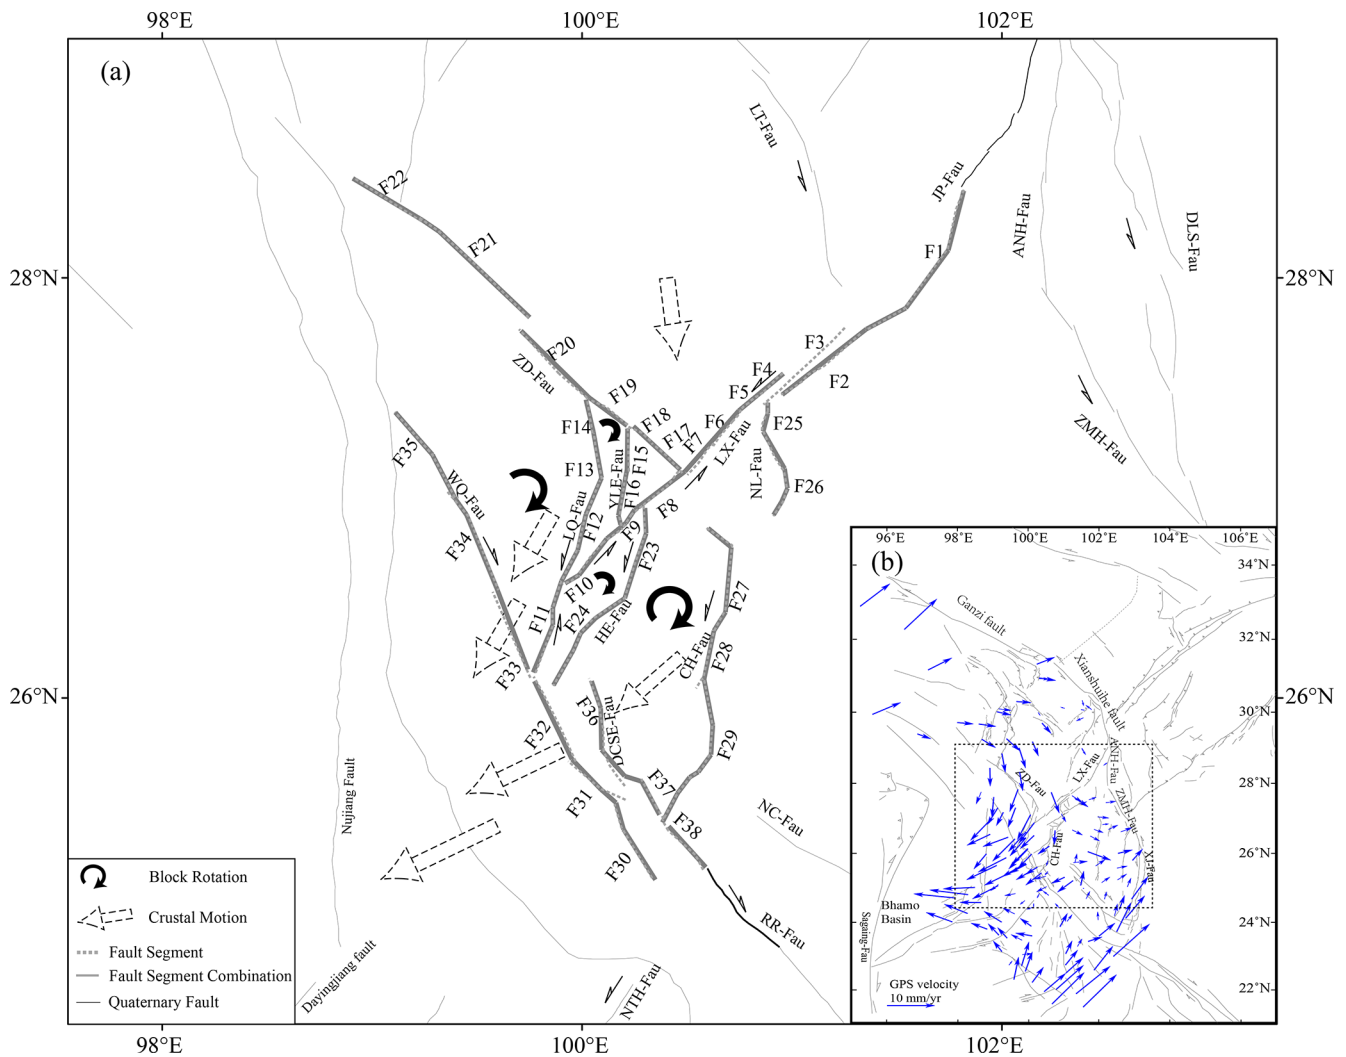 98°E
100°E
102°E
(a)
28°N
28°N
26°N
26°N
98°E
100°E
102°E
LT-Fau
JP-Fau
ANH-Fau
DLS-Fau
ZMH-Fau
F22
F21
F1
F3
F2
F4
F5
F6
F20
ZD-Fau
F19
F18
F17
F7
LX-Fau
F14
F15
F13
YLE-Fau
F16
F8
F25
NL-Fau
F26
F35
WQ-Fau
F34
LQ-Fau
F12
F9
F23
F10
F11
F24
HE-Fau
F27
CH-Fau
F28
F33
F32
F36
DCSE-Fau
F29
F31
F37
F38
F30
NC-Fau
RR-Fau
NTH-Fau
Nujiang Fault
Dayingjiang fault
Block Rotation
Crustal Motion
Fault Segment
Fault Segment Combination
Quaternary Fault
(b)
96°E
98°E
100°E
102°E
104°E
106°E
34°N
32°N
30°N
28°N
26°N
24°N
22°N
Ganzi fault
Xianshuihe fault
ANH-Fau
LX-Fau
ZD-Fau
ZMH-Fau
CH-Fau
XJ-Fau
Bhamo
Basin
Sagaing-Fau
GPS velocity
10 mm/yr